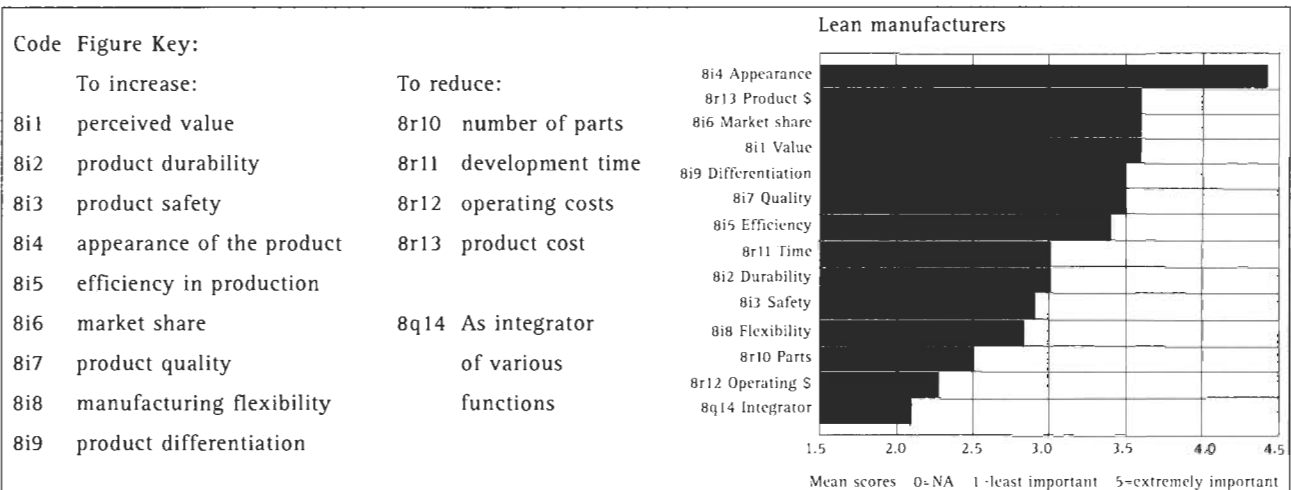 Code Figure Key:
To increase:
8i1 perceived value
8i2 product durability
8i3 product safety
8i4 appearance of the product
8i5 efficiency in production
8i6 market share
8i7 product quality
8i8 manufacturing flexibility
8i9 product differentiation
To reduce:
8r10 number of parts
8r11 development time
8r12 operating costs
8r13 product cost
8q14 As integrator
of various
functions
Lean manufacturers
8i4 Appearance
8r13 Product $
8i6 Market share
8i1 Value
8i9 Differentiation
8i7 Quality
8i5 Efficiency
8r11 Time
8i2 Durability
8i3 Safety
8i8 Flexibility
8r10 Parts
8r12 Operating $
8q14 Integrator
1.5 2.0 2.5 3.0 3.5 4.0 4.5
Mean scores 0=NA 1-least important 5=extremely important